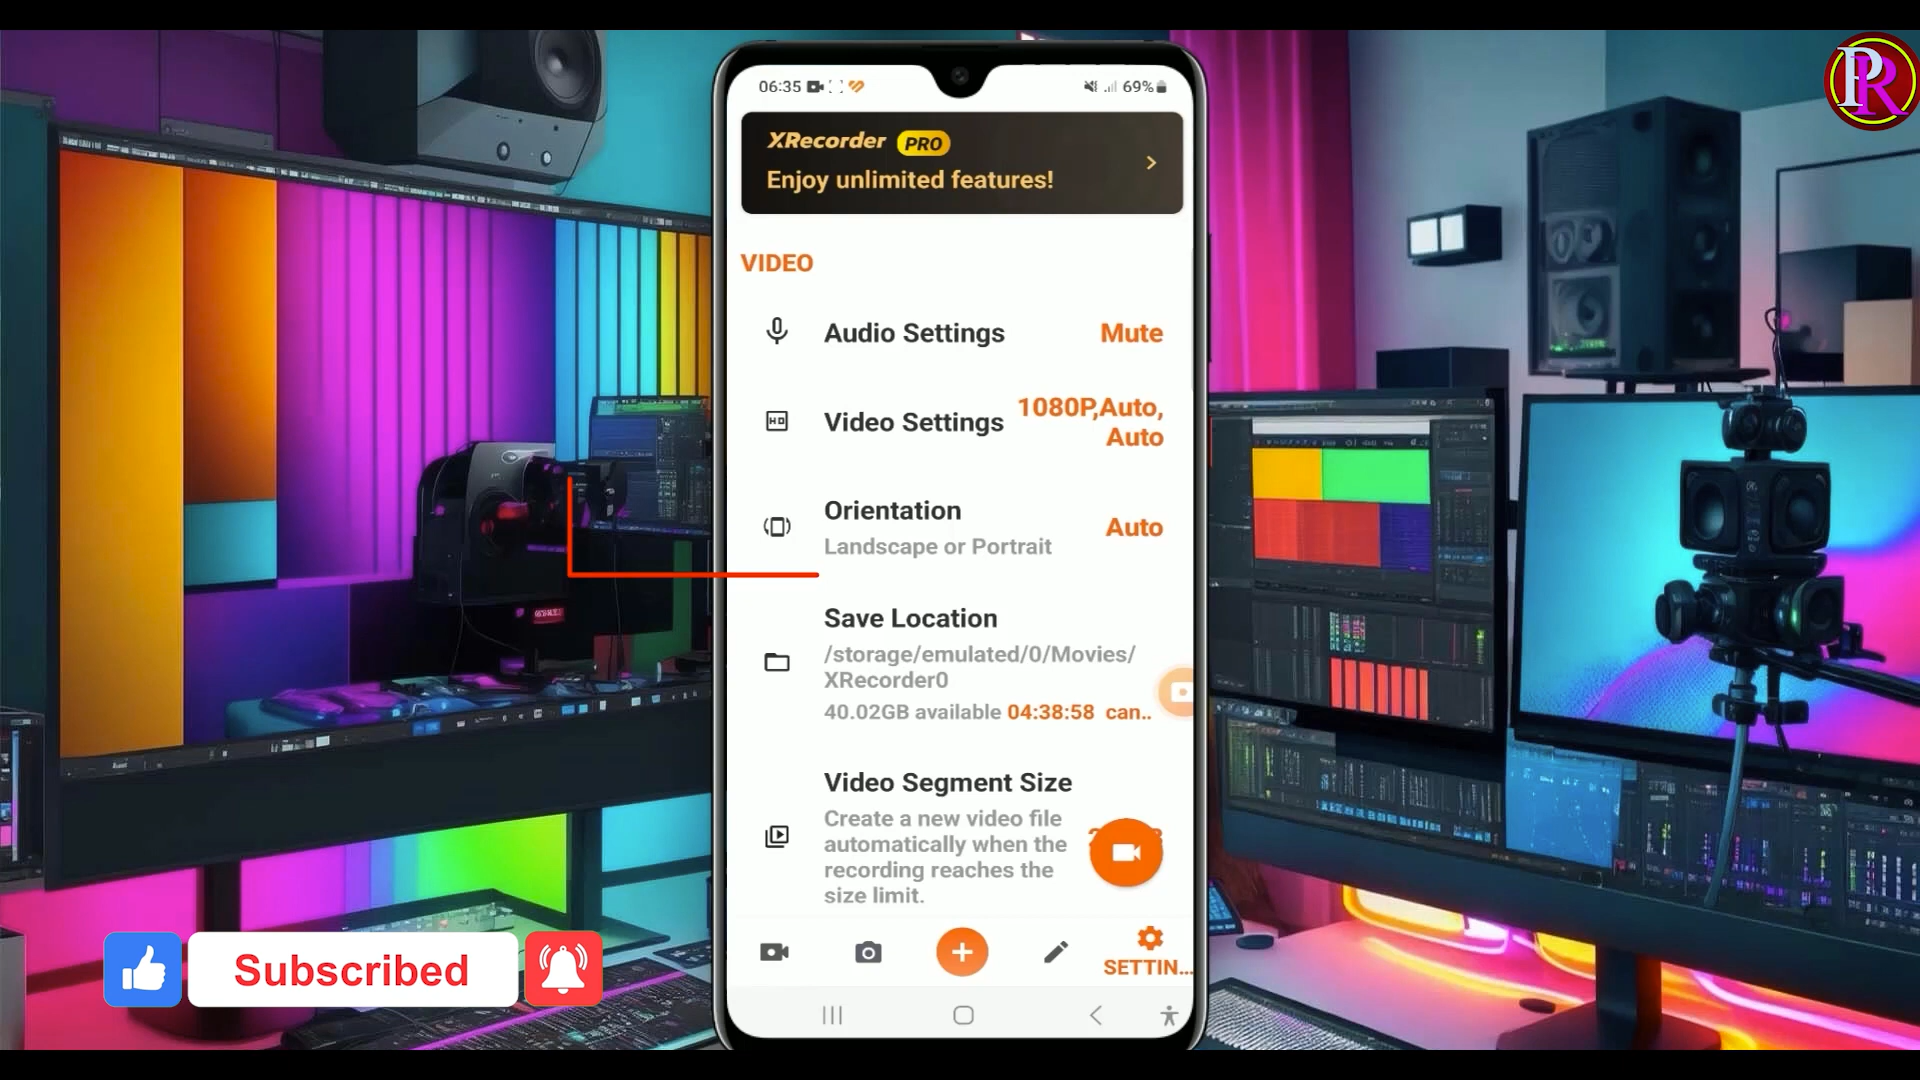 PR
06:35
69%
XRecorder PRO
Enjoy unlimited features!
VIDEO
Audio Settings
Mute
Video Settings
1080P,Auto,
Auto
Orientation
Landscape or Portrait
Auto
Save Location
/storage/emulated/0/Movies/
XRecorder0
40.02GB available 04:38:58 can..
Video Segment Size
Create a new video file
automatically when the
recording reaches the
size limit.
SETTIN...
Subscribed